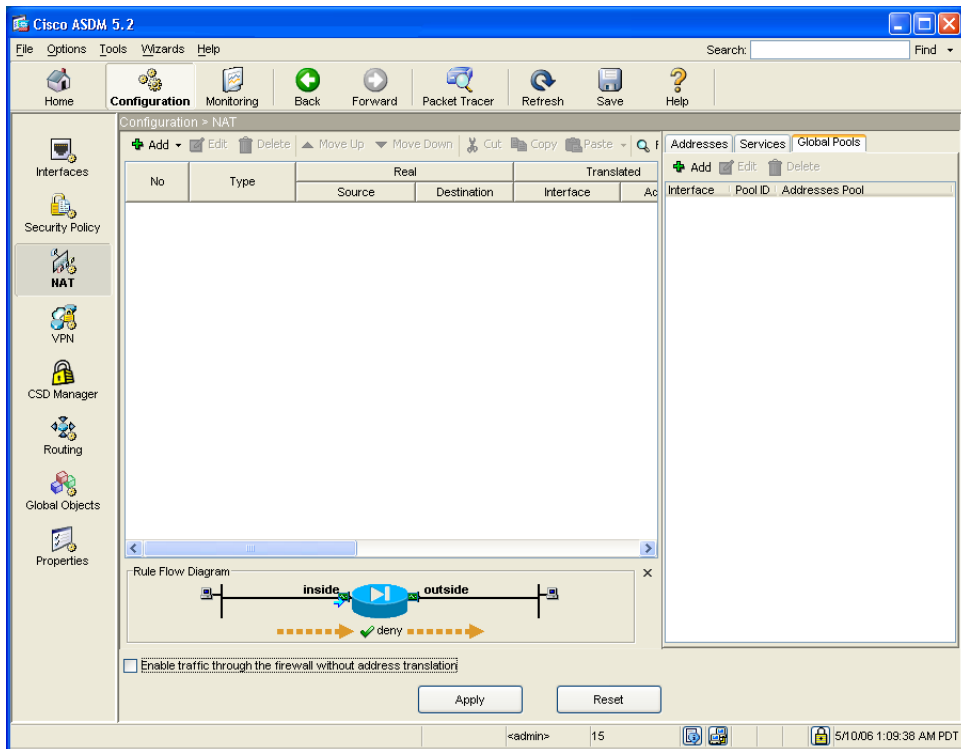 Cisco ASDM 5.2
File Options Tools Wizards Help Search: Find
Home Configuration Monitoring Back Forward Packet Tracer Refresh Save Help
Configuration > NAT
Interfaces
Security Policy
NAT
VPN
CSD Manager
Routing
Global Objects
Properties
Add Edit Delete Move Up Move Down Cut Copy Paste F
No Type Real Translated
Source Destination Interface Ac
Addresses Services Global Pools
Add Edit Delete
Interface Pool ID Addresses Pool
Rule Flow Diagram
inside outside
deny
Enable traffic through the firewall without address translation
Apply Reset
<admin> 15 5/10/06 1:09:38 AM PDT